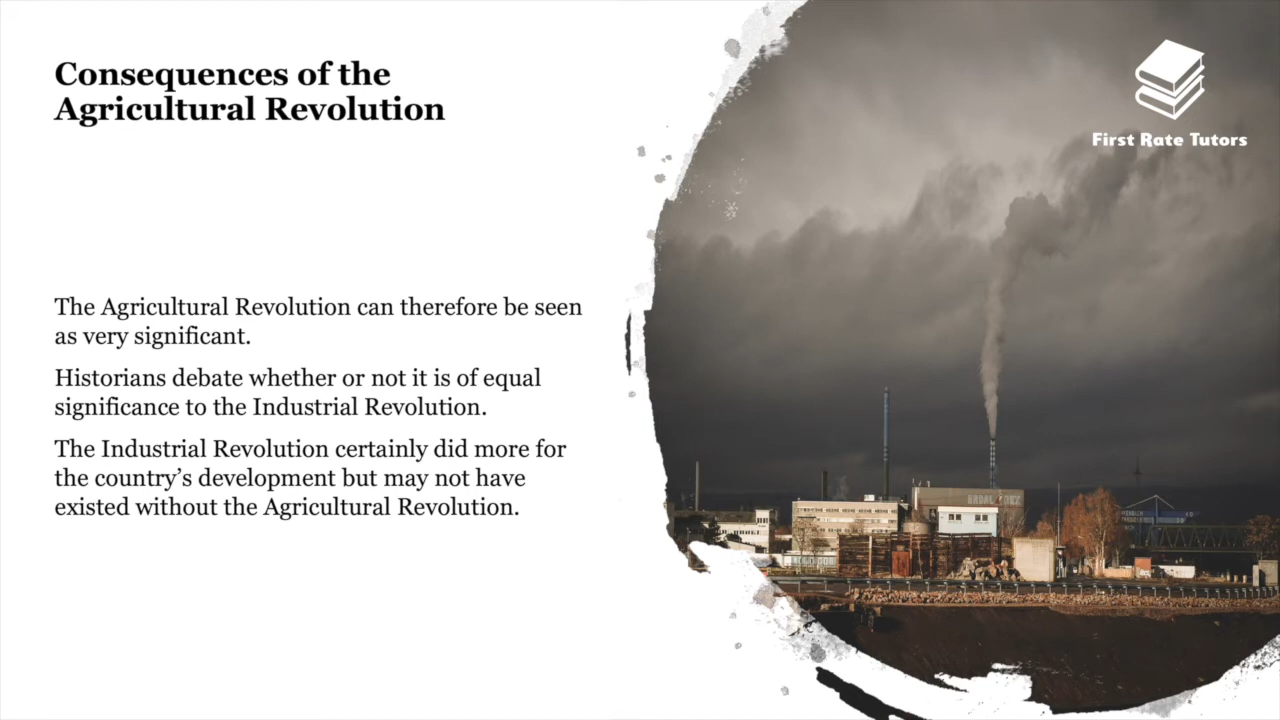 Consequences of the
Agricultural Revolution
First Rate Tutors
The Agricultural Revolution can therefore be seen
as very significant.
Historians debate whether or not it is of equal
significance to the Industrial Revolution.
The Industrial Revolution certainly did more for
the country’s development but may not have
existed without the Agricultural Revolution.